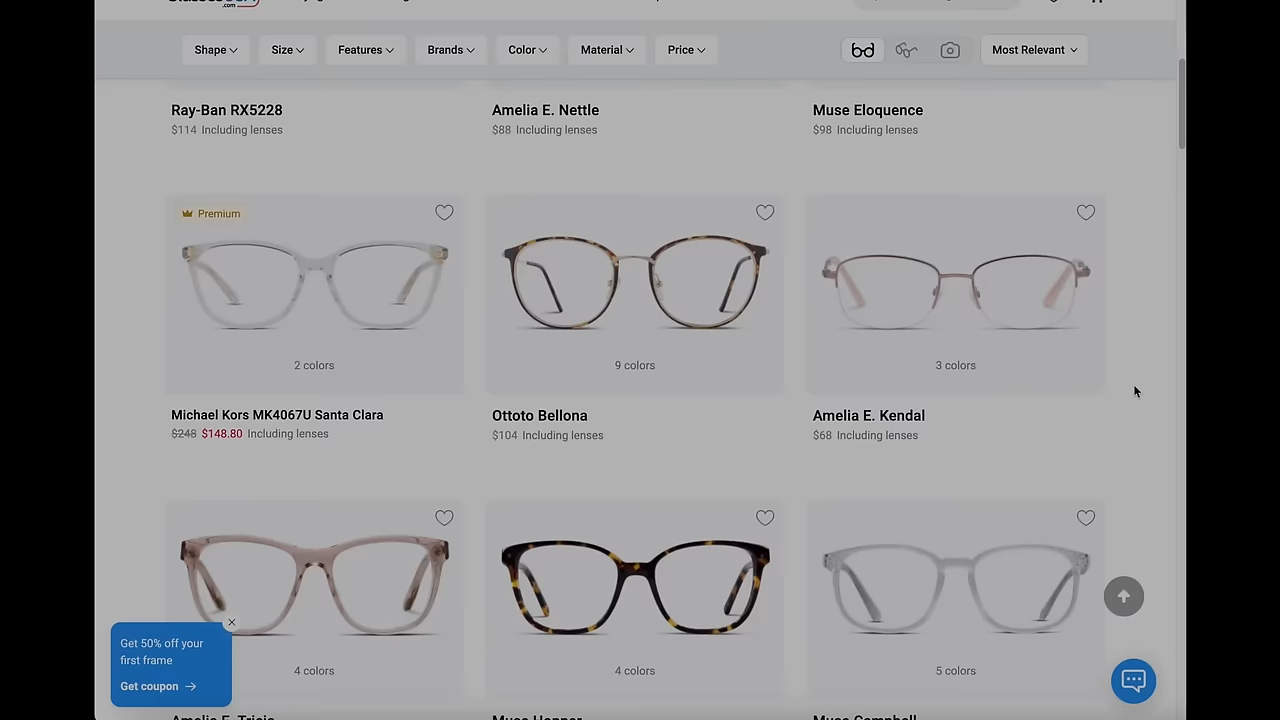 .com
Shape
Size
Features
Brands
Color
Material
Price
Most Relevant
Ray-Ban RX5228
$114 Including lenses
Amelia E. Nettle
$88 Including lenses
Muse Eloquence
$98 Including lenses
Premium
2 colors
9 colors
3 colors
Michael Kors MK4067U Santa Clara
$248 $148.80 Including lenses
Ottoto Bellona
$104 Including lenses
Amelia E. Kendal
$68 Including lenses
Get 50% off your
first frame
Get coupon
4 colors
4 colors
5 colors